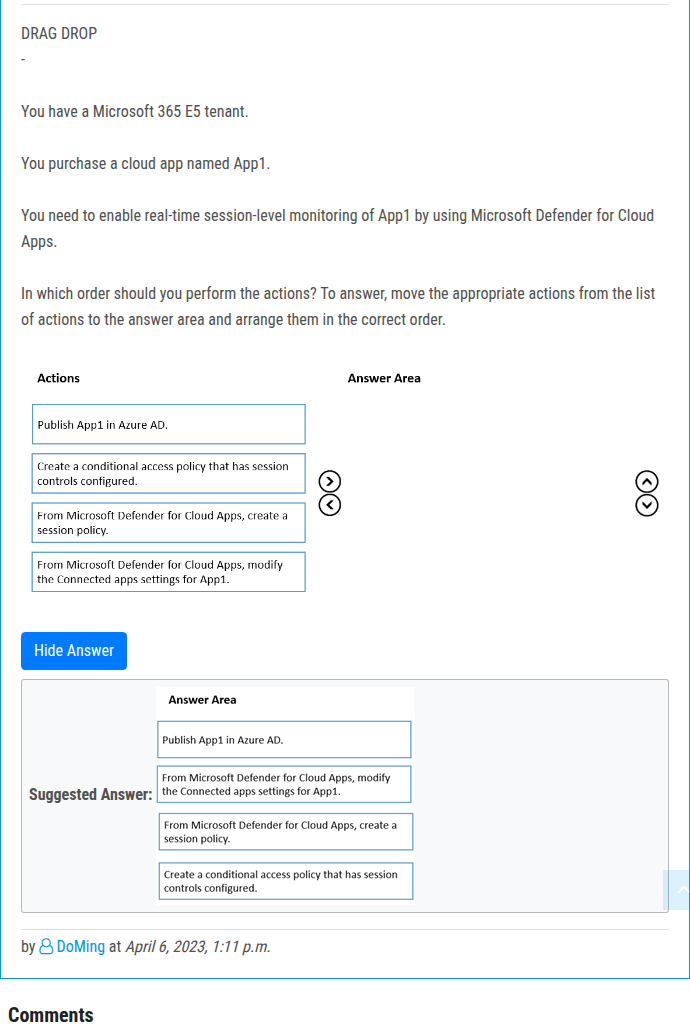 DRAG DROP
-
You have a Microsoft 365 E5 tenant.
You purchase a cloud app named App1.
You need to enable real-time session-level monitoring of App1 by using Microsoft Defender for Cloud
Apps.
In which order should you perform the actions? To answer, move the appropriate actions from the list
of actions to the answer area and arrange them in the correct order.
Actions
Answer Area
Publish App1 in Azure AD.
Create a conditional access policy that has session
controls configured.
From Microsoft Defender for Cloud Apps, create a
session policy.
From Microsoft Defender for Cloud Apps, modify
the Connected apps settings for App1.
Hide Answer
Suggested Answer:
Answer Area
Publish App1 in Azure AD.
From Microsoft Defender for Cloud Apps, modify
the Connected apps settings for App1.
From Microsoft Defender for Cloud Apps, create a
session policy.
Create a conditional access policy that has session
controls configured.
by DoMing at April 6, 2023, 1:11 p.m.
Comments